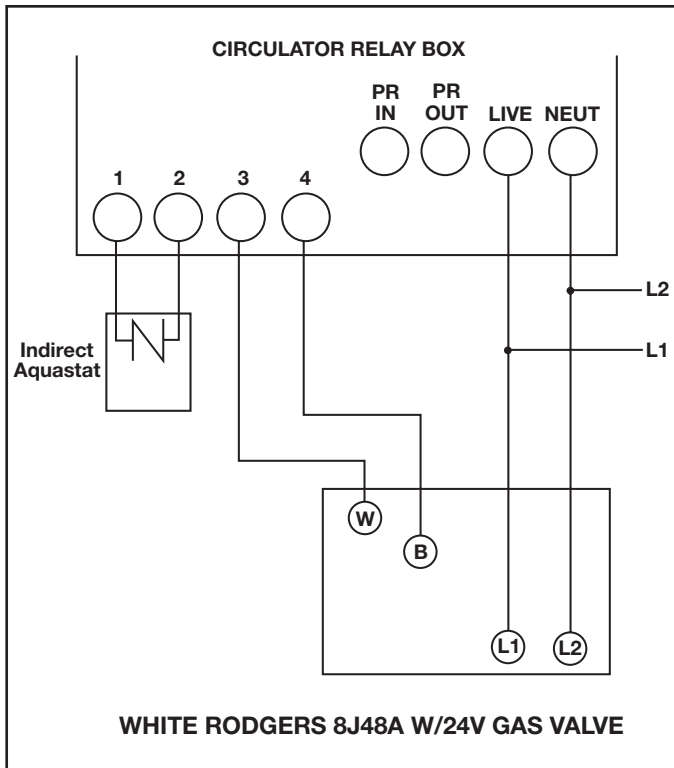 CIRCULATOR RELAY BOX
PR IN
PR OUT
LIVE
NEUT
1
2
3
4
L2
L1
Indirect
Aquastat
W
B
L1
L2
WHITE RODGERS 8J48A W/24V GAS VALVE